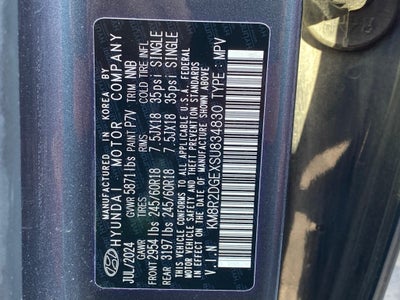 MANUFACTURED IN KOREA
HYUNDAI MOTOR COMPANY
JUL/2024 GVWR 5871lbs PAINT P7V TRIM NNB
GAWR TIRES RIMS COLD TIRE INFL
FRONT 2954 lbs 245/60R18 7.5JX18 35psi SINGLE
REAR 3197 lbs 245/60R18 7.5JX18 35psi SINGLE
THIS VEHICLE CONFORMS TO ALL APPLICABLE U.S.A. FEDERAL
MOTOR VEHICLE SAFETY AND THEFT PREVENTION STANDARDS
IN EFFECT ON THE DATE OF MANUFACTURE SHOWN ABOVE.
V.I.N : KM8R2DGEXSU834830 TYPE : MPV